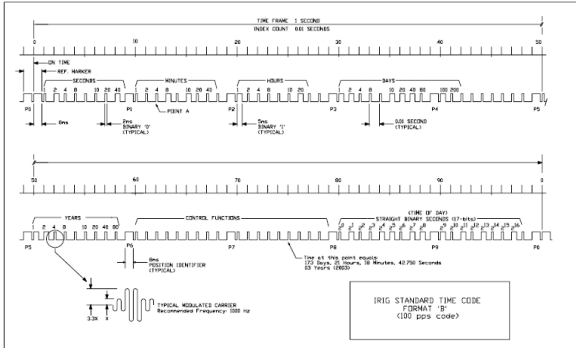 TIME FRAME 1 SECOND
INDEX COUNT 0.01 SECONDS
0 10 20 30 40 50
ON TIME
REF. MARKER
SECONDS MINUTES HOURS DAYS
1 2 4 8 10 20 40 1 2 4 8 10 20 40 1 2 4 8 10 20 1 2 4 8 10 20 40 80 100 200
P0 P1 P2 P3 P4 P5
POINT A
8ms
2ms
BINARY '0'
(TYPICAL)
5ms
BINARY '1'
(TYPICAL)
0.01 SECOND
(TYPICAL)
50 60 70 80 90 0
YEARS CONTROL FUNCTIONS
(TIME OF DAY)
STRAIGHT BINARY SECONDS (17-bits)
1 2 4 8 10 20 40 80
P5 P6 P7 P8 P9 P0
8ms
POSITION IDENTIFIER
(TYPICAL)
Time at this point equals
173 Days, 21 Hours, 18 Minutes, 42.750 Seconds
03 Years (2003)
3.3X X
TYPICAL MODULATED CARRIER
Recommended Frequency: 1000 Hz
IRIG STANDARD TIME CODE
FORMAT 'B'
(100 pps code)